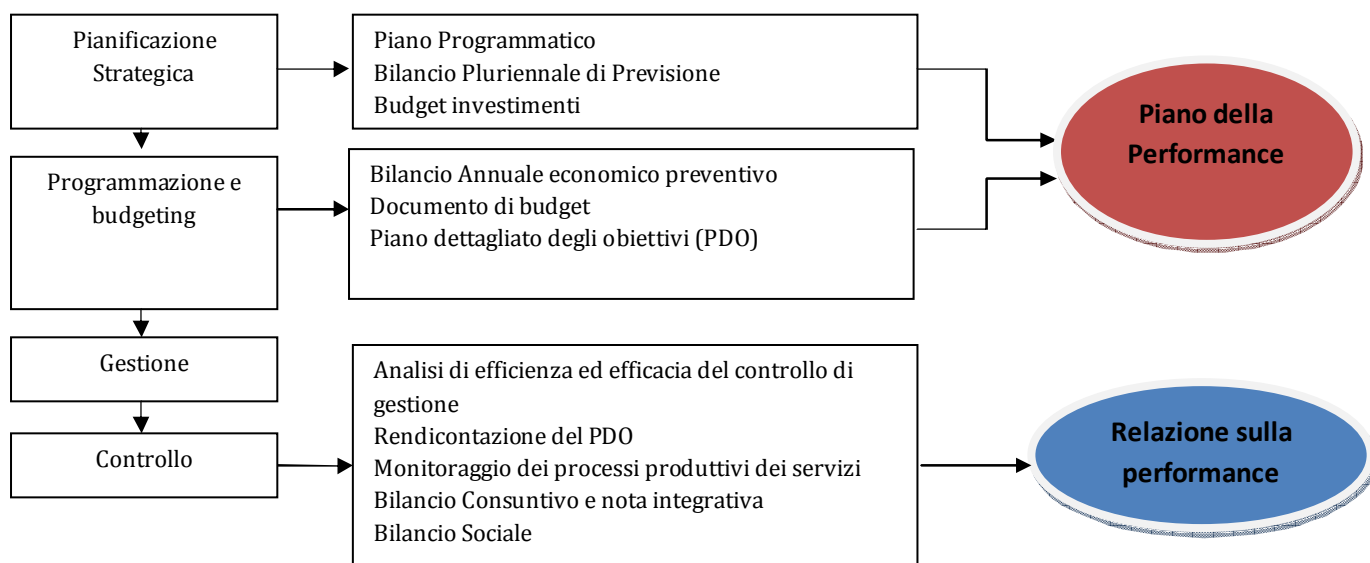 Pianificazione
Strategica
Piano Programmatico
Bilancio Pluriennale di Previsione
Budget investimenti
Piano della
Performance
Programmazione e
budgeting
Bilancio Annuale economico preventivo
Documento di budget
Piano dettagliato degli obiettivi (PDO)
Gestione
Controllo
Analisi di efficienza ed efficacia del controllo di
gestione
Rendicontazione del PDO
Monitoraggio dei processi produttivi dei servizi
Bilancio Consuntivo e nota integrativa
Bilancio Sociale
Relazione sulla
performance